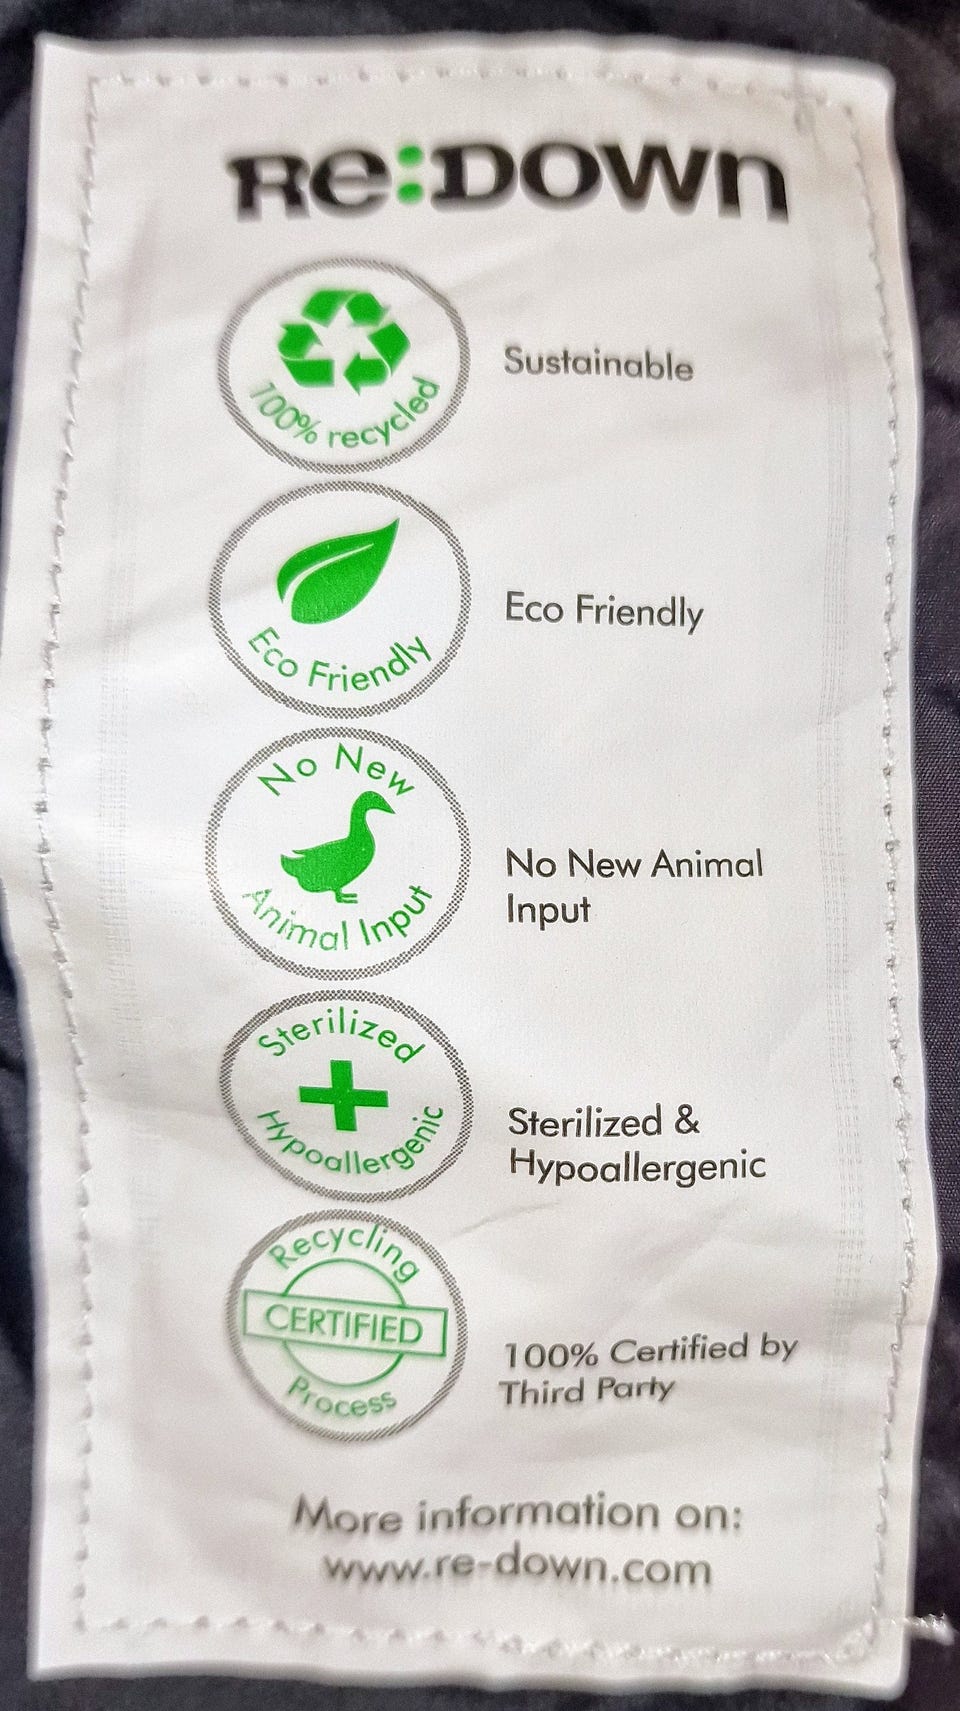 Re:DOWn
100% recycled
Sustainable
Eco Friendly
Eco Friendly
No New
Animal Input
No New Animal
Input
Sterilized
Hypoallergenic
Sterilized &
Hypoallergenic
Recycling
CERTIFIED
Process
100% Certified by
Third Party
More information on:
www.re-down.com